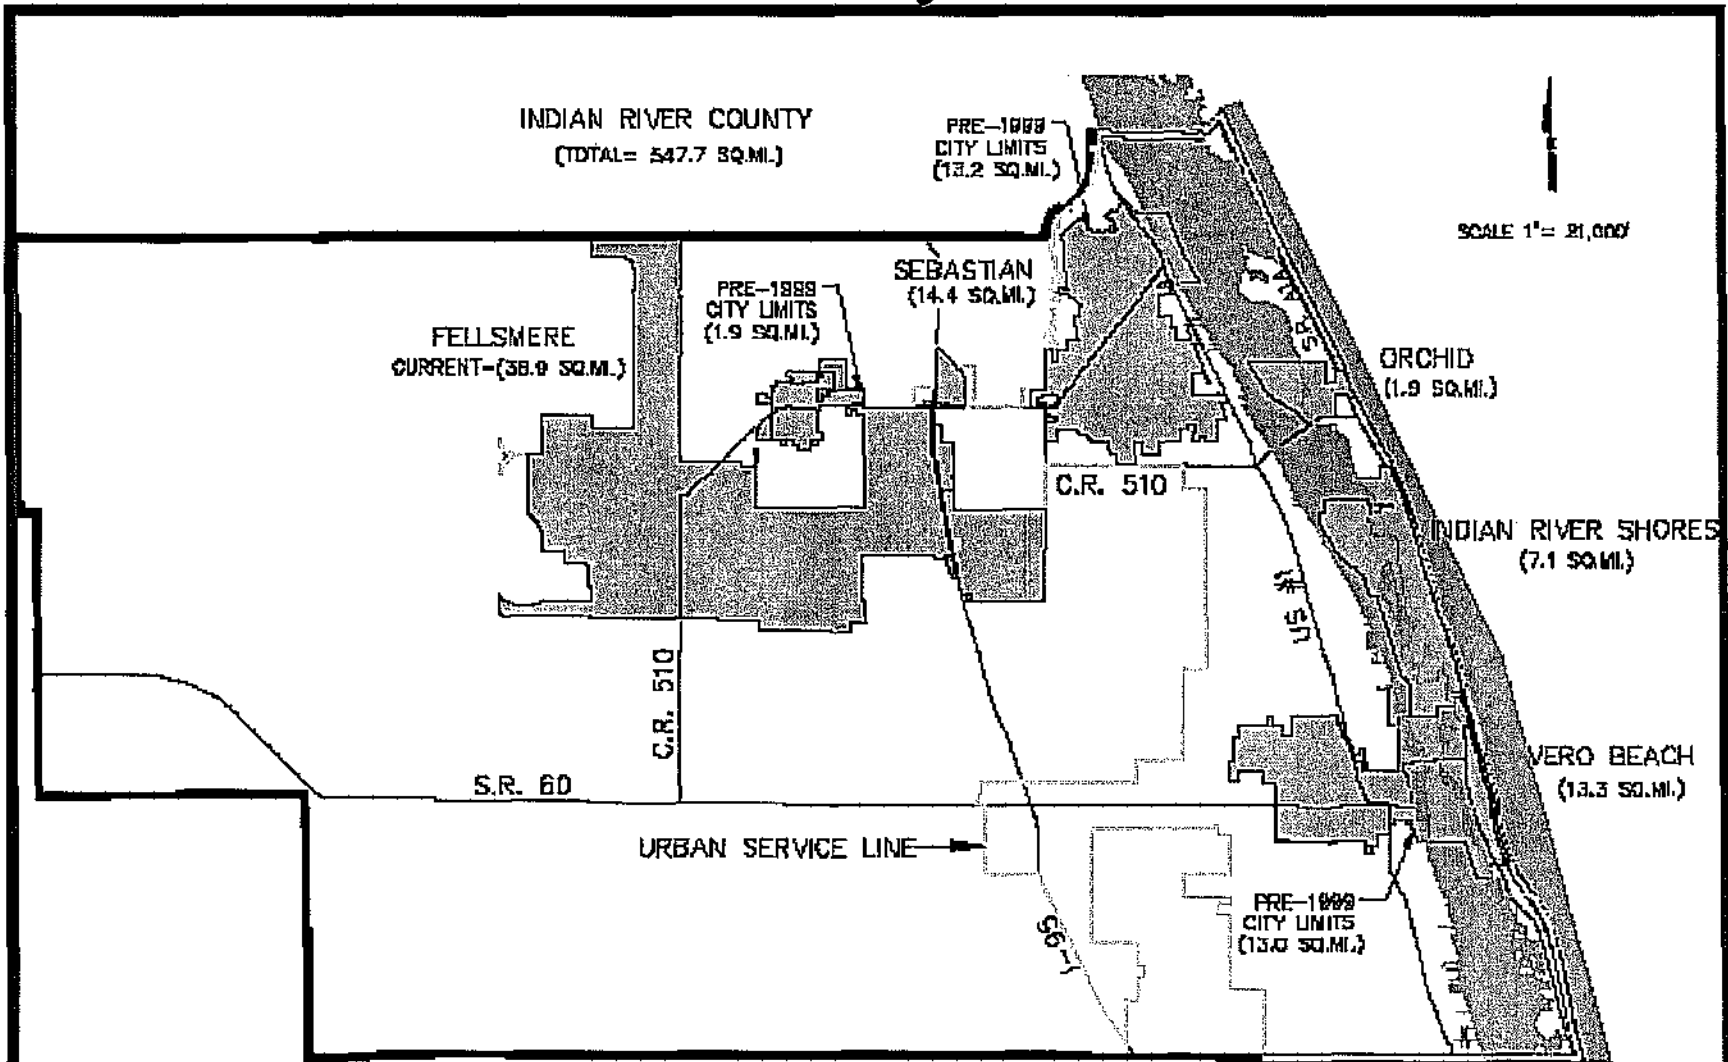 INDIAN RIVER COUNTY
(TOTAL= 547.7 SQ.MI.)
PRE-1999
CITY LIMITS
(13.2 SQ.MI.)
SCALE 1"= 21,000'
SEBASTIAN
(14.4 SQ.MI.)
PRE-1999
CITY LIMITS
(1.9 SQ.MI.)
FELLSMERE
CURRENT-(38.9 SQ.MI.)
S.R.
ORCHID
(1.9 SQ.MI.)
C.R. 510
INDIAN RIVER SHORES
(7.1 SQ.MI.)
US #1
C.R. 510
VERO BEACH
(13.3 SQ.MI.)
S.R. 60
URBAN SERVICE LINE
PRE-1999
CITY LIMITS
(13.0 SQ.MI.)
I-95